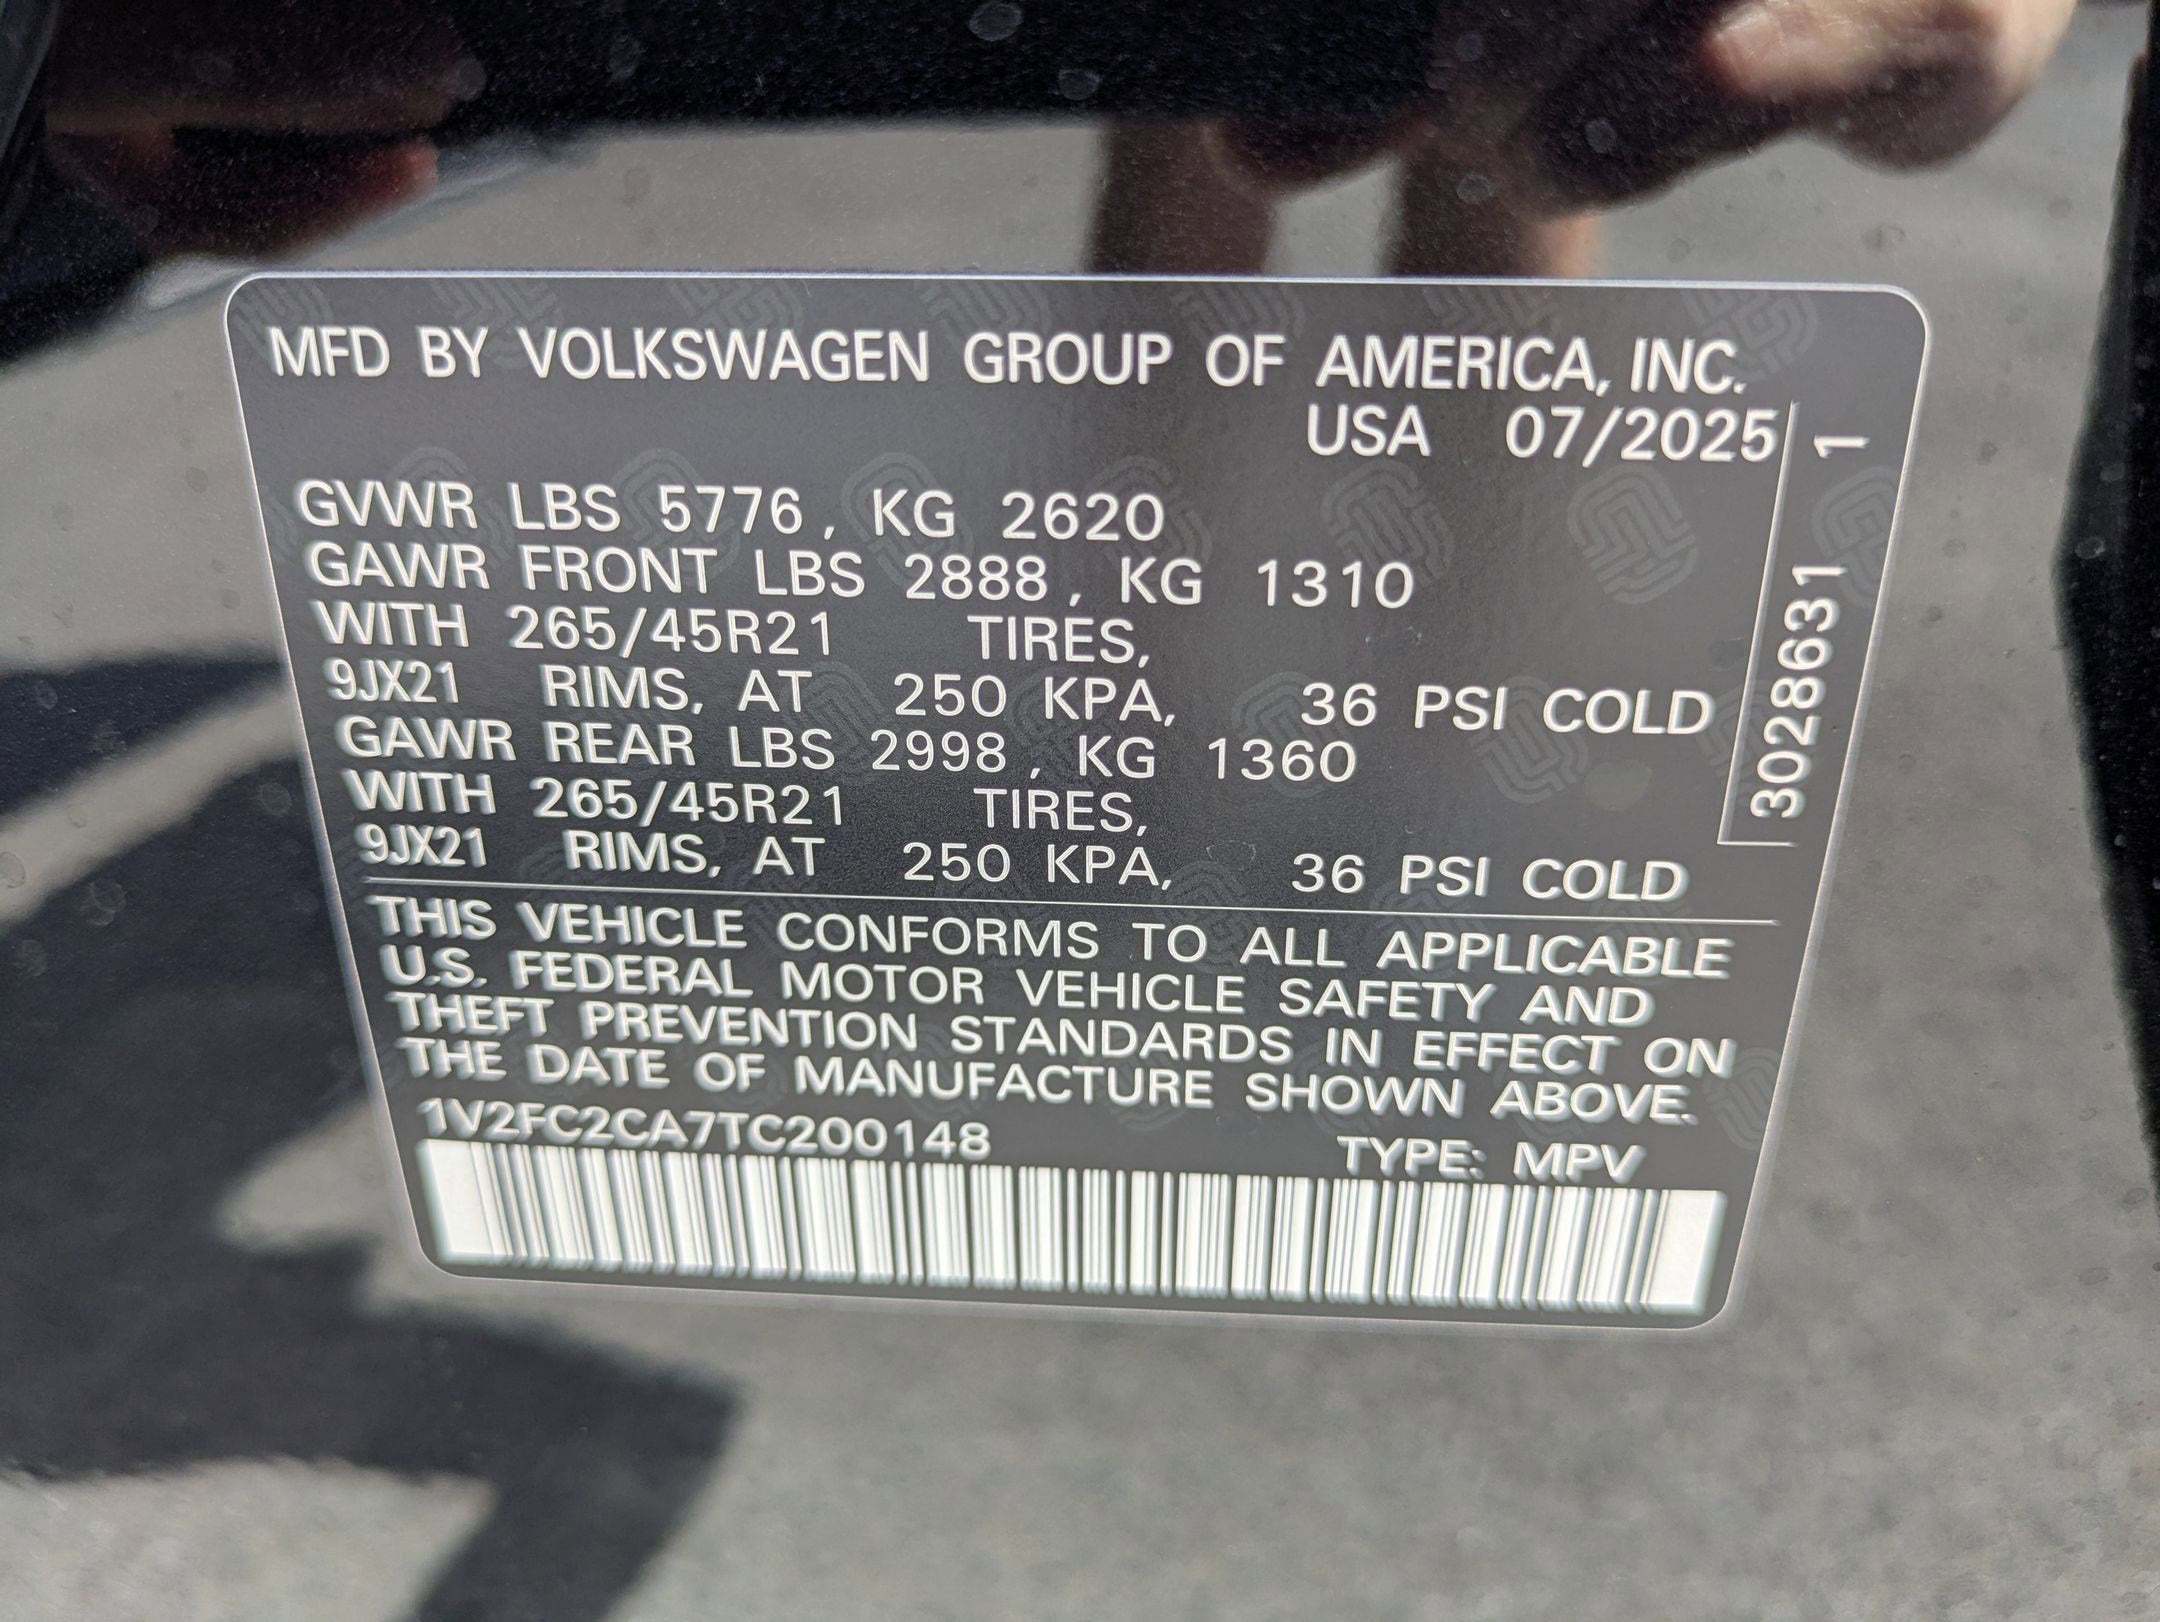 MFD BY VOLKSWAGEN GROUP OF AMERICA, INC.
USA 07/2025
GVWR LBS 5776, KG 2620
GAWR FRONT LBS 2888, KG 1310
WITH 265/45R21 TIRES,
9JX21 RIMS, AT 250 KPA, 36 PSI COLD
GAWR REAR LBS 2998, KG 1360
WITH 265/45R21 TIRES,
9JX21 RIMS, AT 250 KPA, 36 PSI COLD
THIS VEHICLE CONFORMS TO ALL APPLICABLE
U.S. FEDERAL MOTOR VEHICLE SAFETY AND
THEFT PREVENTION STANDARDS IN EFFECT ON
THE DATE OF MANUFACTURE SHOWN ABOVE.
1V2FC2CA7TC200148
TYPE: MPV
3028631 1